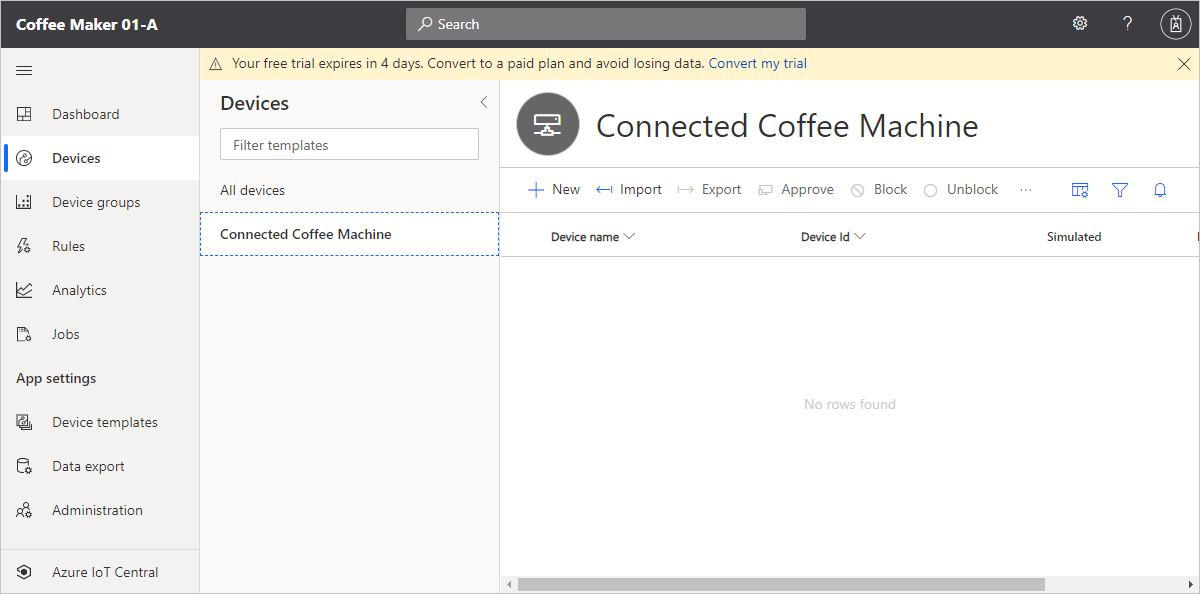 Coffee Maker 01-A
Search
?
Your free trial expires in 4 days. Convert to a paid plan and avoid losing data. Convert my trial
Dashboard
Devices
Device groups
Rules
Analytics
Jobs
App settings
Device templates
Data export
Administration
Azure IoT Central
Devices
Filter templates
All devices
Connected Coffee Machine
Connected Coffee Machine
New Import Export Approve Block Unblock ...
Device name Device Id Simulated
No rows found